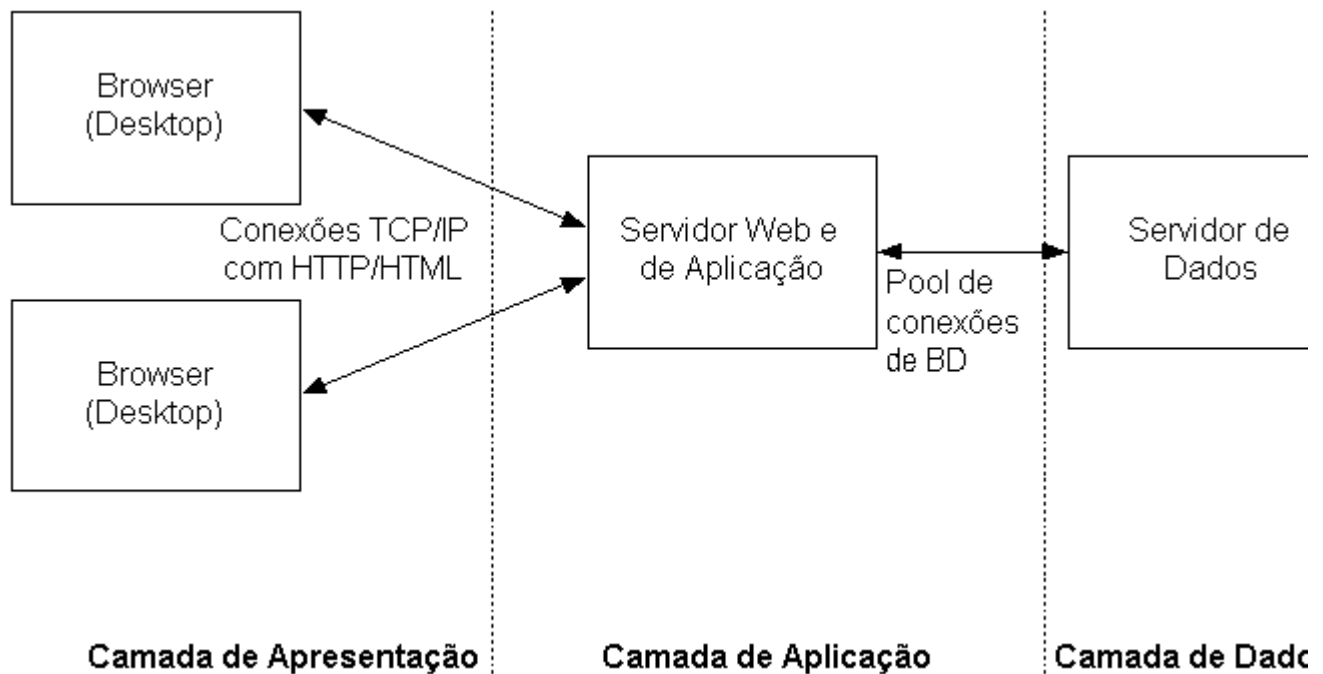 Browser
(Desktop)
Conexões TCP/IP
com HTTP/HTML
Browser
(Desktop)
Servidor Web e
de Aplicação
Pool de
conexões
de BD
Servidor de
Dados
Camada de Apresentação
Camada de Aplicação
Camada de Dado